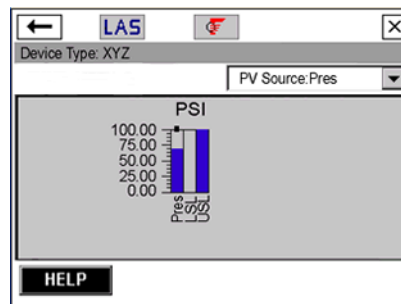 LAS
Device Type: XYZ
PV Source:Pres
PSI
100.00
75.00
50.00
25.00
0.00
Pres
LSL
USL
HELP